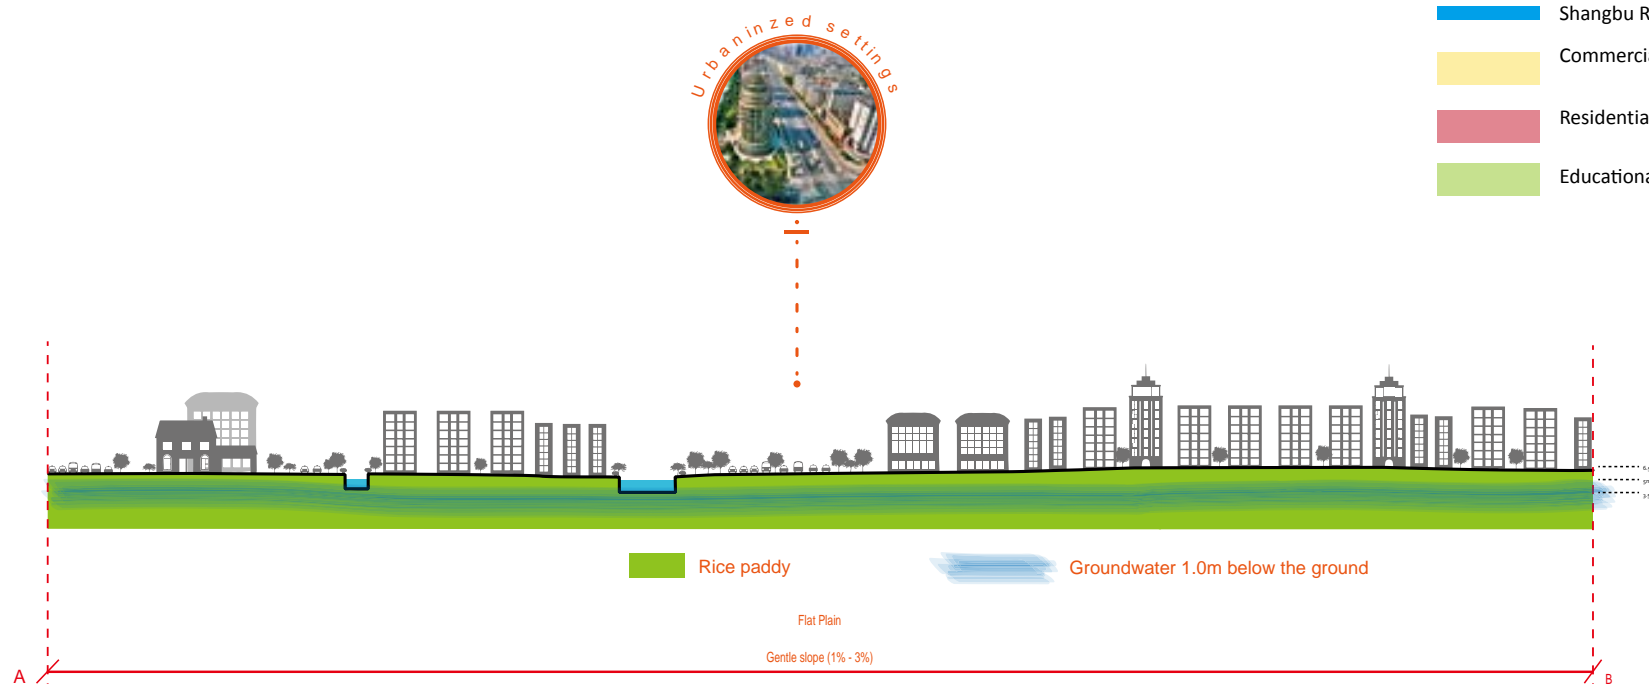 Urbaninzed settings
Shangbu R
Commercia
Residentia
Educationa
Rice paddy
Groundwater 1.0m below the ground
Flat Plain
Gentle slope (1% - 3%)
A
B